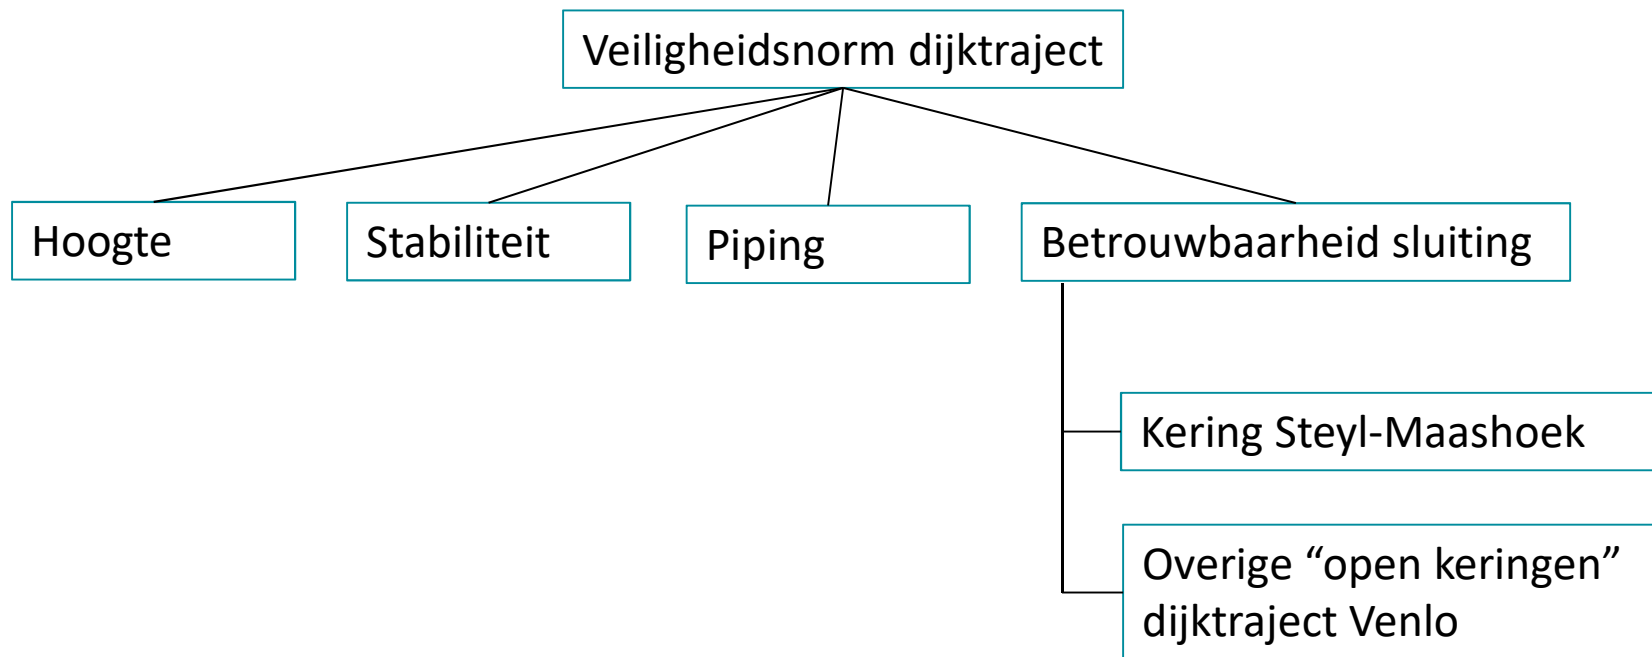 Veiligheidsnorm dijktraject
Hoogte
Stabiliteit
Piping
Betrouwbaarheid sluiting
Kering Steyl-Maashoek
Overige “open keringen”
dijktraject Venlo